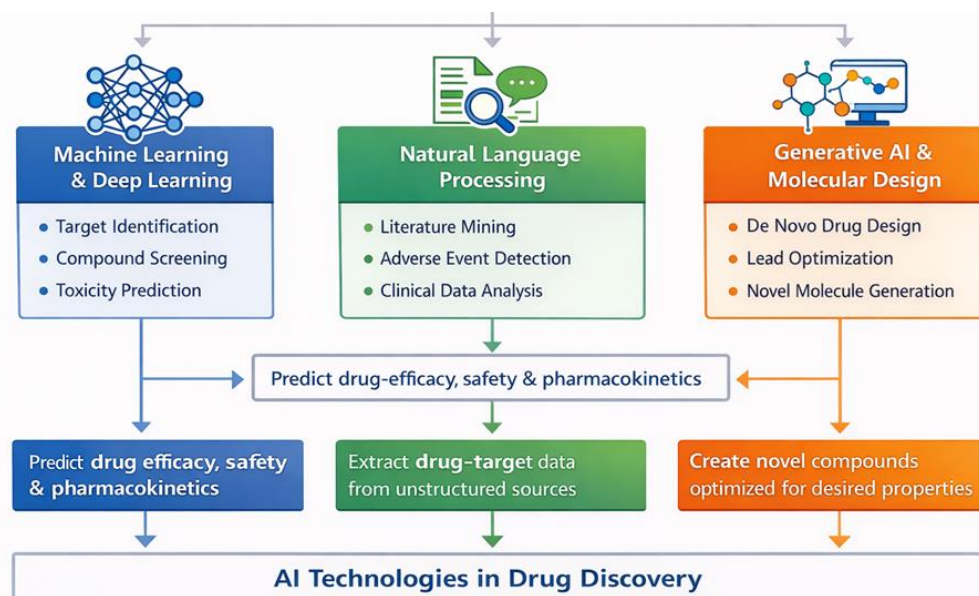 Machine Learning
& Deep Learning
• Target Identification
• Compound Screening
• Toxicity Prediction
Natural Language
Processing
• Literature Mining
• Adverse Event Detection
• Clinical Data Analysis
Generative AI &
Molecular Design
• De Novo Drug Design
• Lead Optimization
• Novel Molecule Generation
Predict drug-efficacy, safety & pharmacokinetics
Predict drug efficacy, safety
& pharmacokinetics
Extract drug-target data
from unstructured sources
Create novel compounds
optimized for desired properties
AI Technologies in Drug Discovery